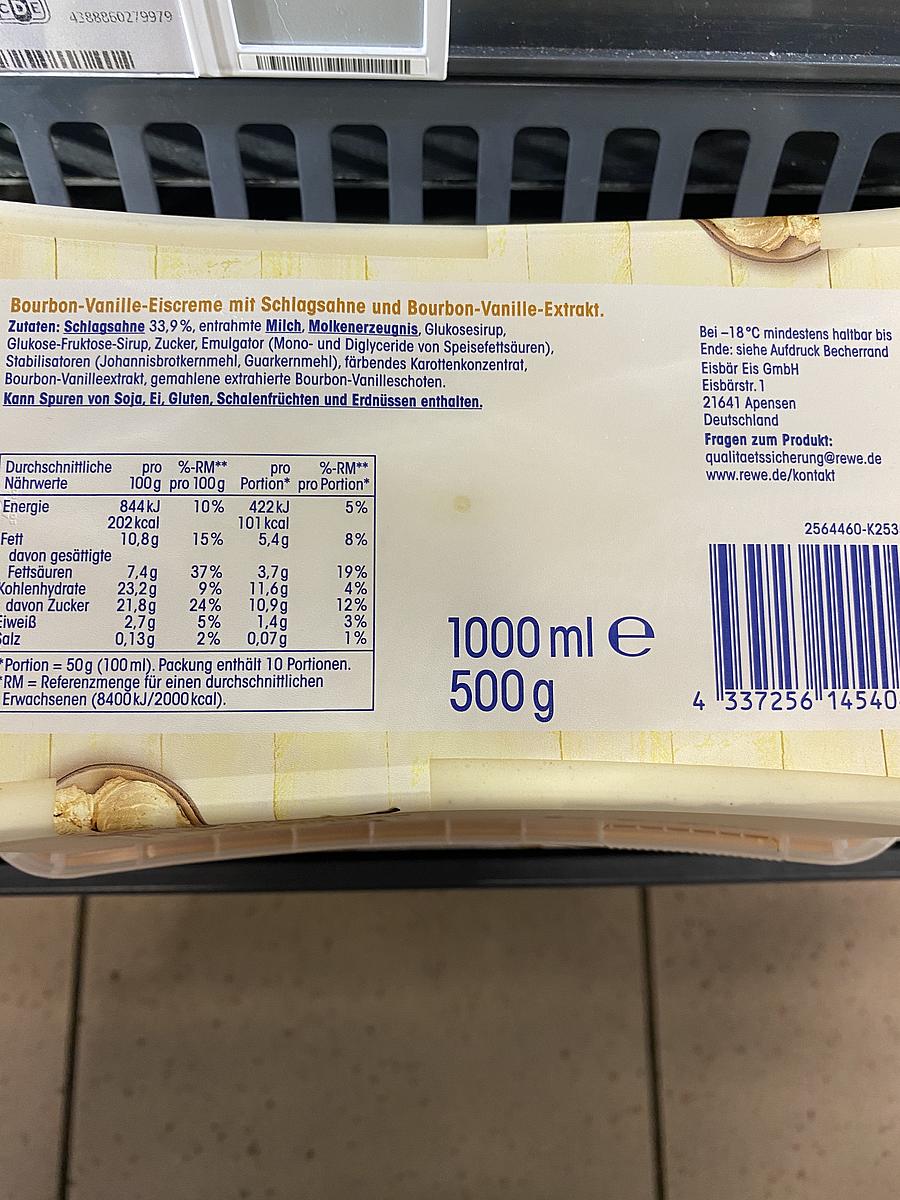 CDE
4388860279979
Bourbon-Vanille-Eiscreme mit Schlagsahne und Bourbon-Vanille-Extrakt.
Zutaten: Schlagsahne 33,9%, entrahmte Milch, Molkenerzeugnis, Glukosesirup,
Glukose-Fruktose-Sirup, Zucker, Emulgator (Mono- und Diglyceride von Speisefettsäuren),
Stabilisatoren (Johannisbrotkernmehl, Guarkernmehl), färbendes Karottenkonzentrat,
Bourbon-Vanilleextrakt, gemahlene extrahierte Bourbon-Vanilleschoten.
Kann Spuren von Soja, Ei, Gluten, Schalenfrüchten und Erdnüssen enthalten.
Durchschnittliche pro %-RM** pro %-RM**
Nährwerte 100g pro 100g Portion* pro Portion*
Energie 844kJ 10% 422kJ 5%
202kcal 101kcal
Fett 10,8g 15% 5,4g 8%
davon gesättigte
Fettsäuren 7,4g 37% 3,7g 19%
Kohlenhydrate 23,2g 9% 11,6g 4%
davon Zucker 21,8g 24% 10,9g 12%
Eiweiß 2,7g 5% 1,4g 3%
Salz 0,13g 2% 0,07g 1%
*Portion = 50g (100ml). Packung enthält 10 Portionen.
*RM = Referenzmenge für einen durchschnittlichen
Erwachsenen (8400kJ/2000kcal).
1000 ml e
500 g
Bei –18°C mindestens haltbar bis
Ende: siehe Aufdruck Becherrand
Eisbär Eis GmbH
Eisbärstr. 1
21641 Apensen
Deutschland
Fragen zum Produkt:
qualitaetssicherung@rewe.de
www.rewe.de/kontakt
2564460-K253
4 337256 14540